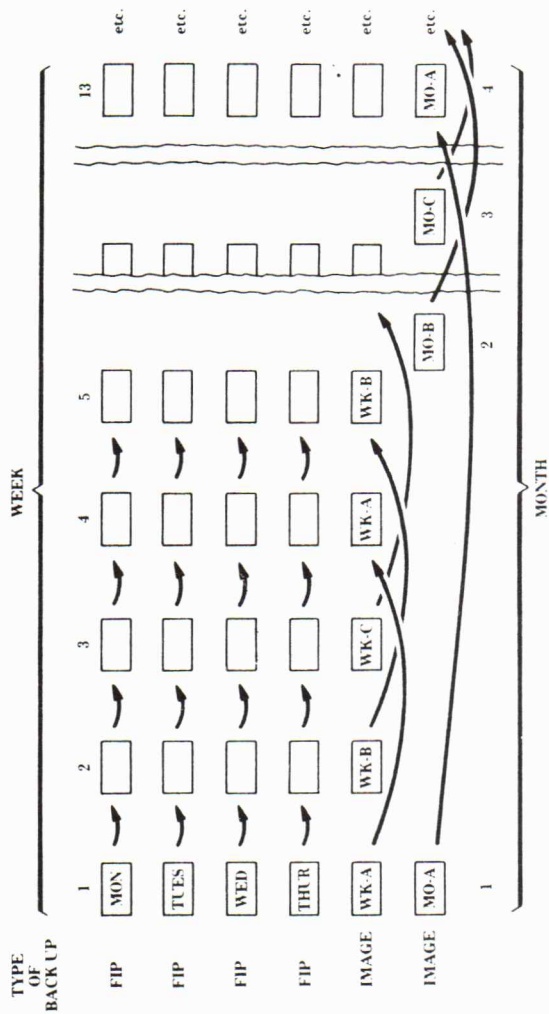 WEEK
TYPE
OF
BACK UP
1 2 3 4 5 13
FIP MON etc.
FIP TUES etc.
FIP WED etc.
FIP THUR etc.
IMAGE WK-A WK-B WK-C WK-A WK-B etc.
IMAGE MO-A MO-B MO-C MO-A etc.
1 2 3 4
MONTH